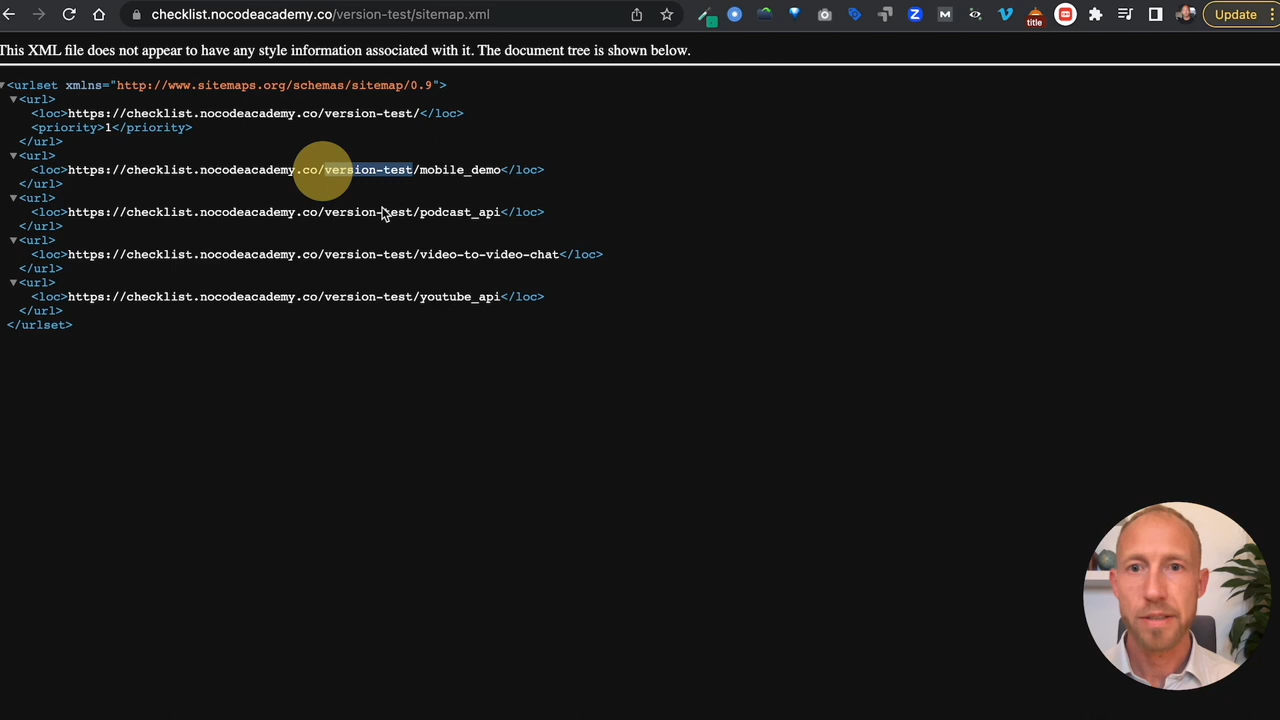 checklist.nocodeacademy.co/version-test/sitemap.xml
title
Update
This XML file does not appear to have any style information associated with it. The document tree is shown below.
<urlset xmlns="http://www.sitemaps.org/schemas/sitemap/0.9">
<url>
<loc>https://checklist.nocodeacademy.co/version-test/</loc>
<priority>1</priority>
</url>
<url>
<loc>https://checklist.nocodeacademy.co/version-test/mobile_demo</loc>
</url>
<url>
<loc>https://checklist.nocodeacademy.co/version-test/podcast_api</loc>
</url>
<url>
<loc>https://checklist.nocodeacademy.co/version-test/video-to-video-chat</loc>
</url>
<url>
<loc>https://checklist.nocodeacademy.co/version-test/youtube_api</loc>
</url>
</urlset>